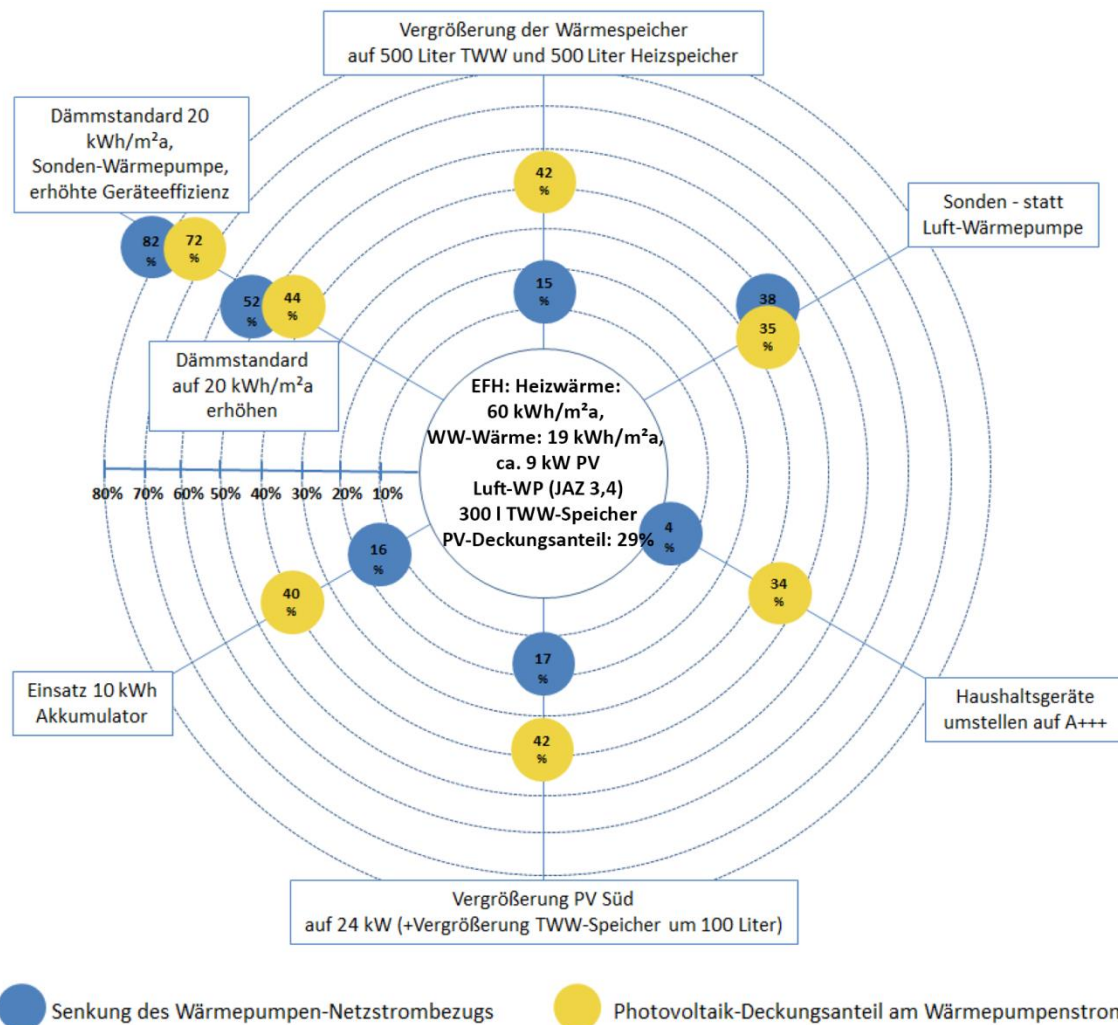 Vergrößerung der Wärmespeicher
auf 500 Liter TWW und 500 Liter Heizspeicher
Dämmstandard 20
kWh/m²a,
Sonden-Wärmepumpe,
erhöhte Geräteeffizienz
42
%
Sonden - statt
Luft-Wärmepumpe
82
%
72
%
15
%
52
%
44
%
38
35
%
Dämmstandard
auf 20 kWh/m²a
erhöhen
EFH: Heizwärme:
60 kWh/m²a,
WW-Wärme: 19 kWh/m²a,
ca. 9 kW PV
Luft-WP (JAZ 3,4)
300 l TWW-Speicher
PV-Deckungsanteil: 29%
80% 70% 60% 50% 40% 30% 20% 10%
4
%
16
%
40
%
34
%
17
%
42
%
Einsatz 10 kWh
Akkumulator
Haushaltsgeräte
umstellen auf A+++
Vergrößerung PV Süd
auf 24 kW (+Vergrößerung TWW-Speicher um 100 Liter)
Senkung des Wärmepumpen-Netzstrombezugs
Photovoltaik-Deckungsanteil am Wärmepumpenstrom